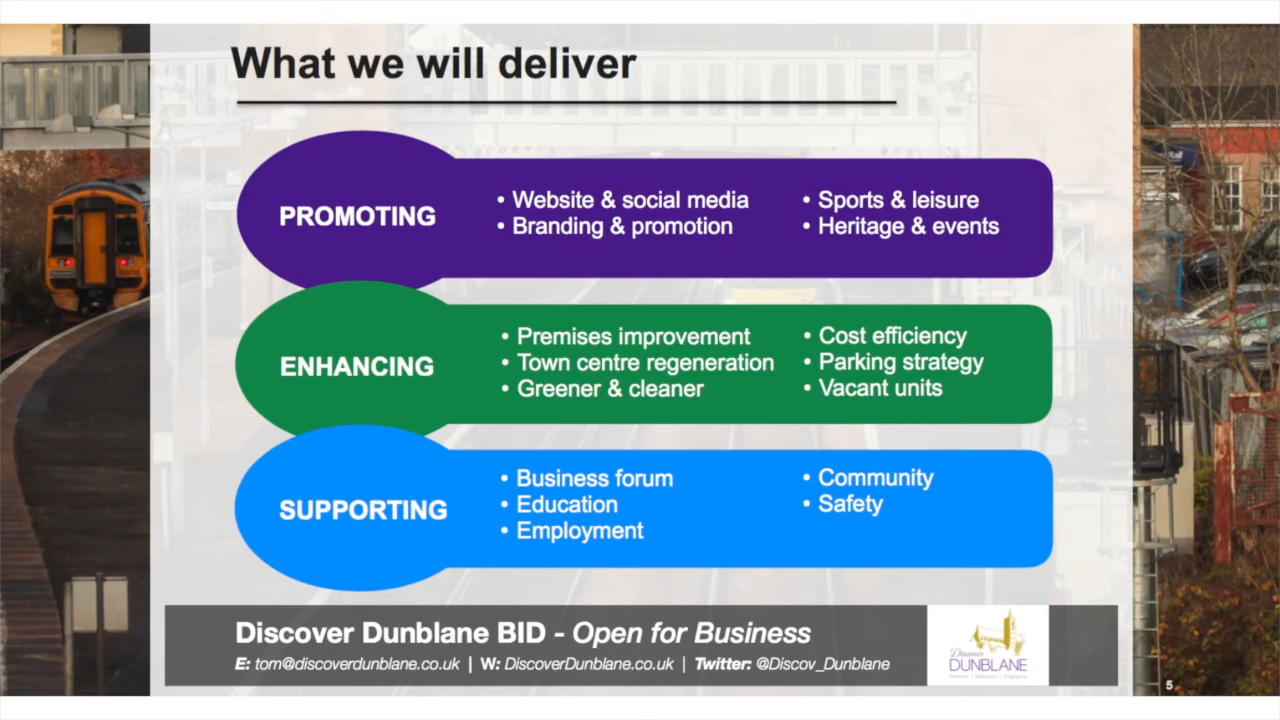 What we will deliver
PROMOTING
• Website & social media
• Branding & promotion
• Sports & leisure
• Heritage & events
ENHANCING
• Premises improvement
• Town centre regeneration
• Greener & cleaner
• Cost efficiency
• Parking strategy
• Vacant units
SUPPORTING
• Business forum
• Education
• Employment
• Community
• Safety
Discover Dunblane BID - Open for Business
E: tom@discoverdunblane.co.uk | W: DiscoverDunblane.co.uk | Twitter: @Discov_Dunblane
Discover
DUNBLANE
Rail
5